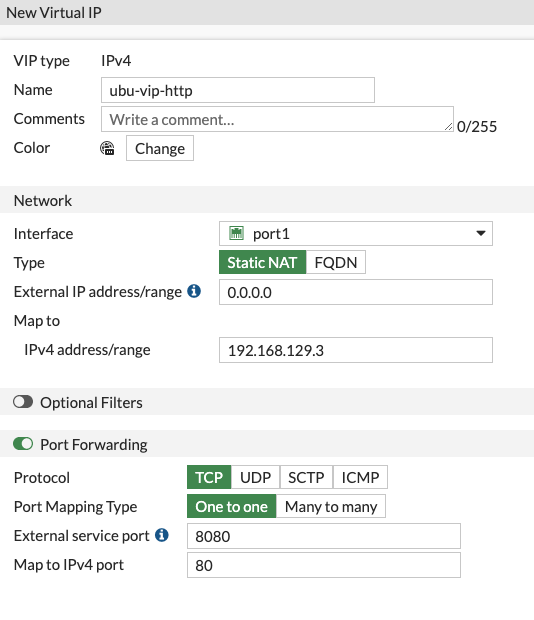 New Virtual IP
VIP type IPv4
Name ubu-vip-http
Comments Write a comment... 0/255
Color Change
Network
Interface port1
Type Static NAT FQDN
External IP address/range 0.0.0.0
Map to
IPv4 address/range 192.168.129.3
Optional Filters
Port Forwarding
Protocol TCP UDP SCTP ICMP
Port Mapping Type One to one Many to many
External service port 8080
Map to IPv4 port 80